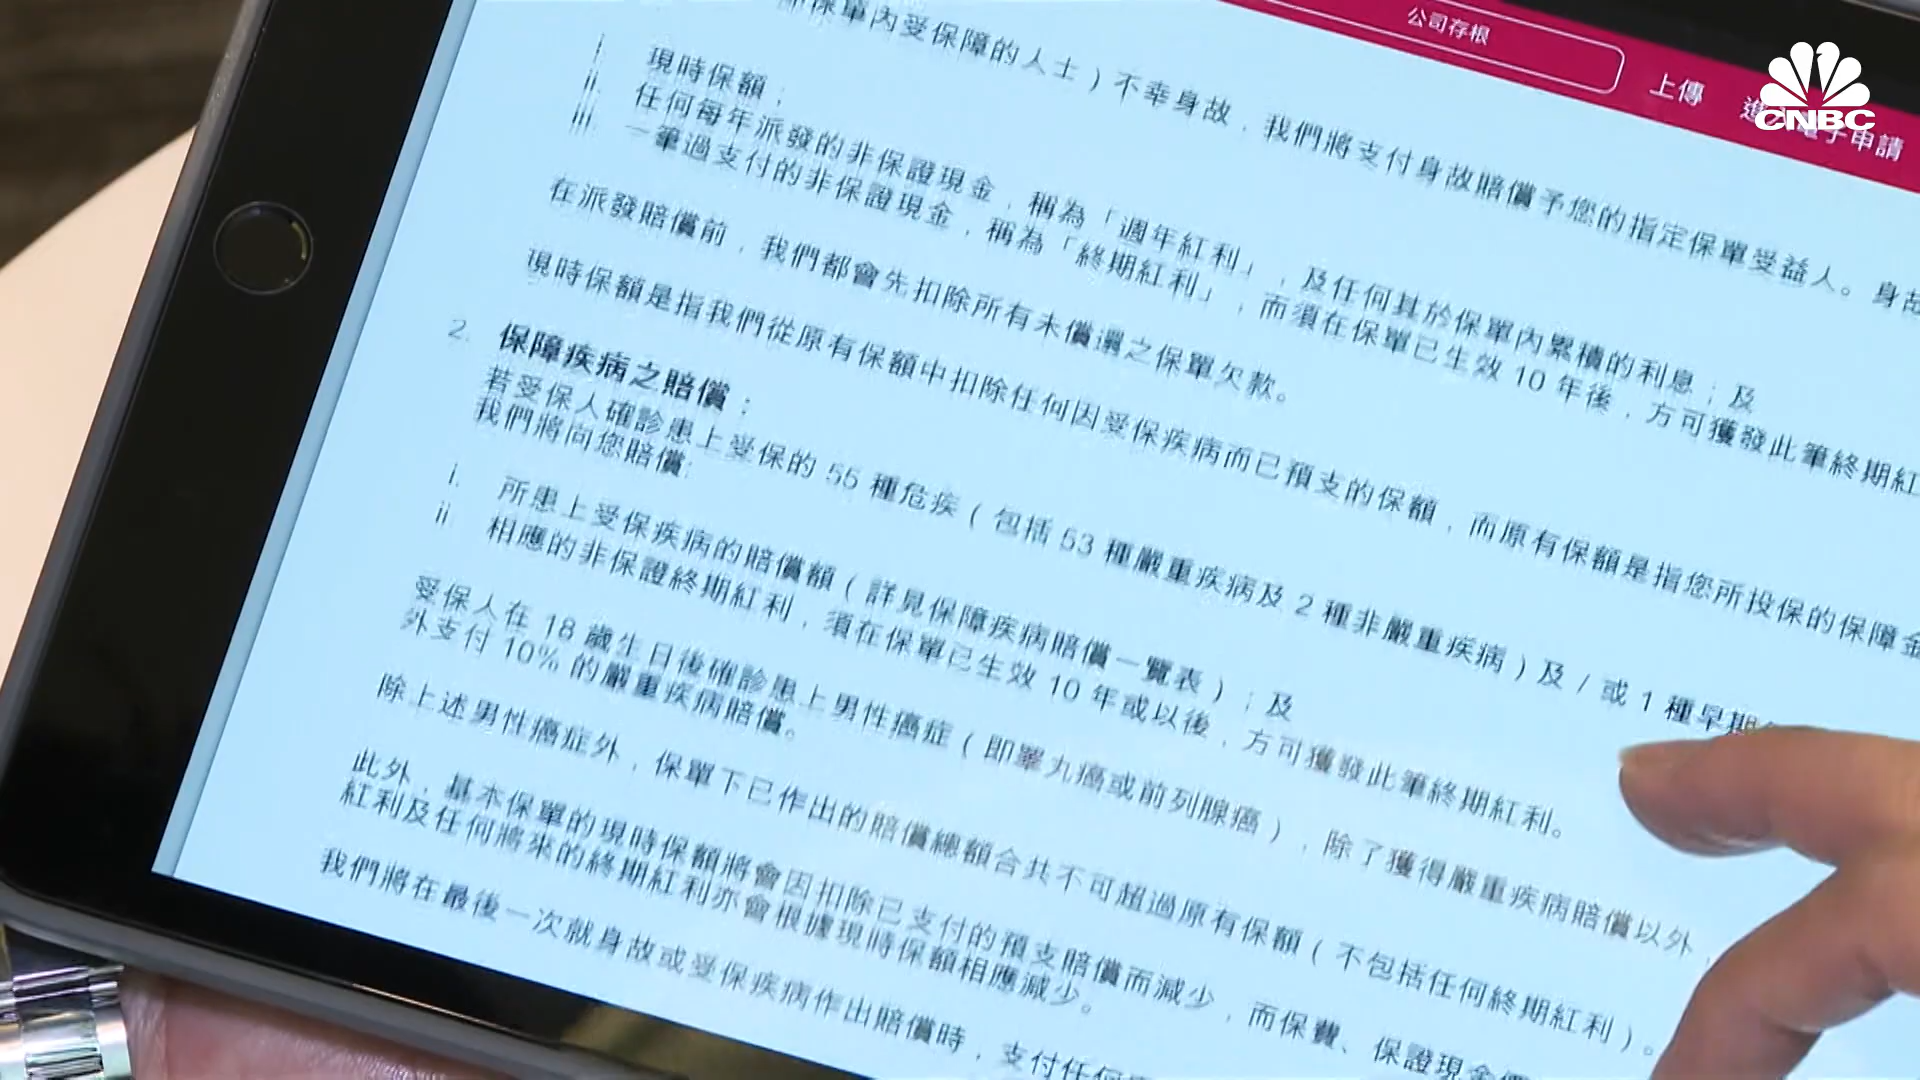 公司存根
上傳
電子申請
CNBC
保單內受保障的人士）不幸身故，我們將支付身故賠償予您的指定保單受益人。身故
i. 現時保額；
ii. 任何每年派發的非保證現金，稱為「週年紅利」，及任何其於保單內累積的利息；及
iii. 一筆過支付的非保證現金，稱為「終期紅利」，而須在保單已生效 10 年後，方可獲發此筆終期紅
在派發賠償前，我們都會先扣除所有未償還之保單欠款。
現時保額是指我們從原有保額中扣除任何因受保疾病而已預支的保額，而原有保額是指您所投保的保障金
2. 保障疾病之賠償：
若受保人確診患上受保的 55 種危疾（包括 53 種嚴重疾病及 2 種非嚴重疾病）及 / 或 1 種早期
我們將向您賠償:
i. 所患上受保疾病的賠償額（詳見保障疾病賠償一覽表）；及
ii. 相應的非保證終期紅利，須在保單已生效 10 年或以後，方可獲發此筆終期紅利。
受保人在 18 歲生日後確診患上男性癌症（即睪丸癌或前列腺癌），除了獲得嚴重疾病賠償以外，
外支付 10% 的嚴重疾病賠償。
除上述男性癌症外，保單下已作出的賠償總額合共不可超過原有保額（不包括任何終期紅利）。
此外，基本保單的現時保額將會因扣除已支付的預支賠償而減少，而保費、保證現金
紅利及任何將來的終期紅利亦會根據現時保額相應減少。
我們將在最後一次就身故或受保疾病作出賠償時，支付任何